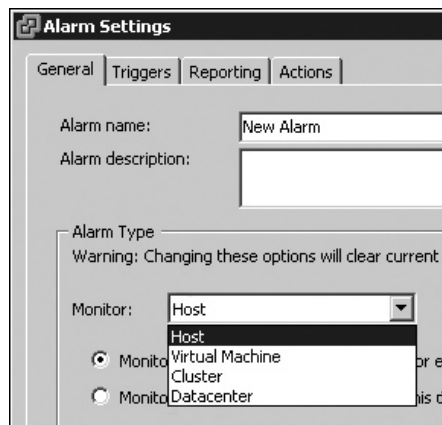 Alarm Settings
General Triggers Reporting Actions
Alarm name: New Alarm
Alarm description:
Alarm Type
Warning: Changing these options will clear current
Monitor: Host
Host
Virtual Machine
Cluster
Datacenter